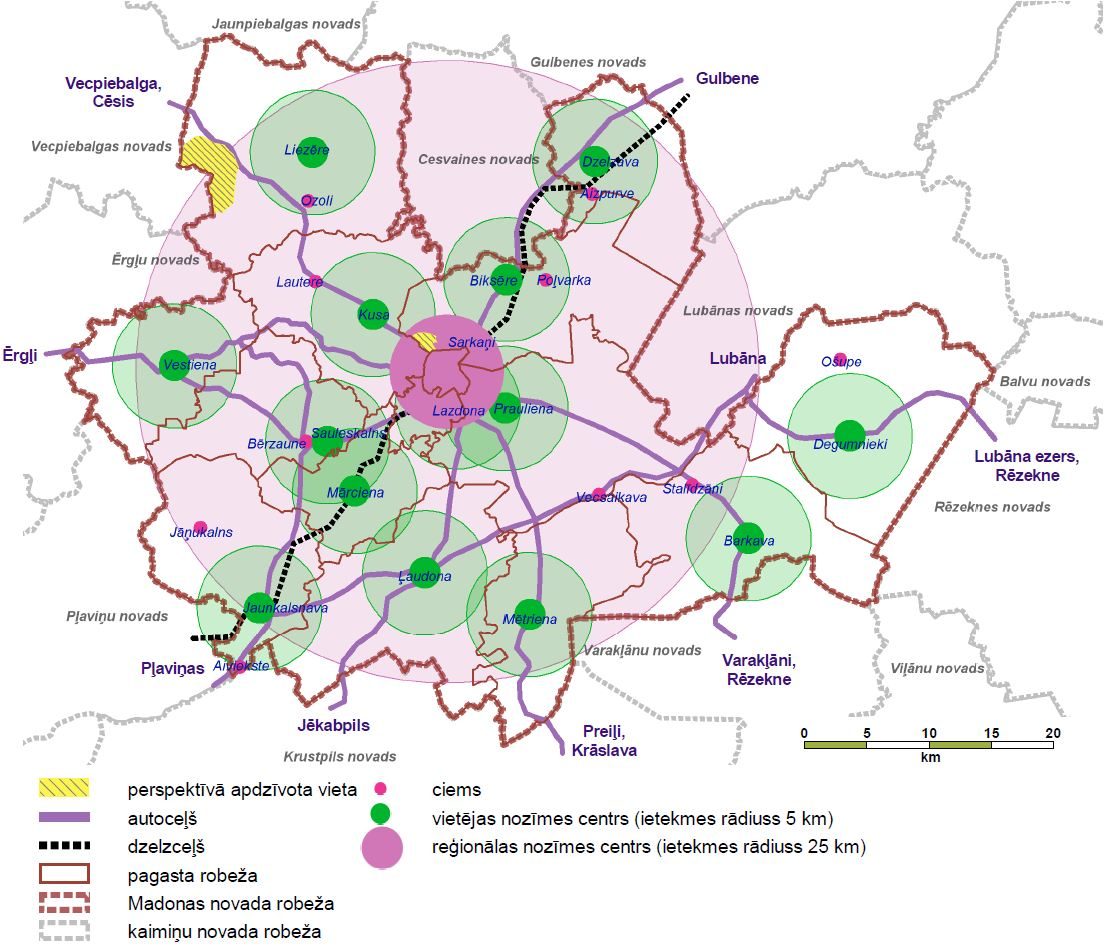 Jaunpiebalgas novads
Gulbenes novads
Gulbene
Vecpiebalga,
Cēsis
Vecpiebalgas novads
Liezēre
Cesvaines novads
Dzelzava
Aizpurve
Ozoli
Ērgļu novads
Lautere
Biksēre
Poļvarka
Kusa
Lubānas novads
Sarkaņi
Ērgļi
Vestiena
Lubāna
Ošupe
Balvu novads
Lazdona
Prauliena
Bērzaune
Sauleskalns
Degumnieki
Lubāna ezers,
Rēzekne
Mārciena
Vecsaikava
Stalīdzāni
Rēzeknes novads
Jāņukalns
Barkava
Ļaudona
Jaunkalsnava
Mētriena
Pļaviņu novads
Varakļānu novads
Pļaviņas
Aiviekste
Varakļāni,
Rēzekne
Viļānu novads
Jēkabpils
Preiļi,
Krāslava
Krustpils novads
0 5 10 15 20
km
perspektīvā apdzīvota vieta
ciems
autoceļš
vietējas nozīmes centrs (ietekmes rādiuss 5 km)
dzelzceļš
reģionālas nozīmes centrs (ietekmes rādiuss 25 km)
pagasta robeža
Madonas novada robeža
kaimiņu novada robeža